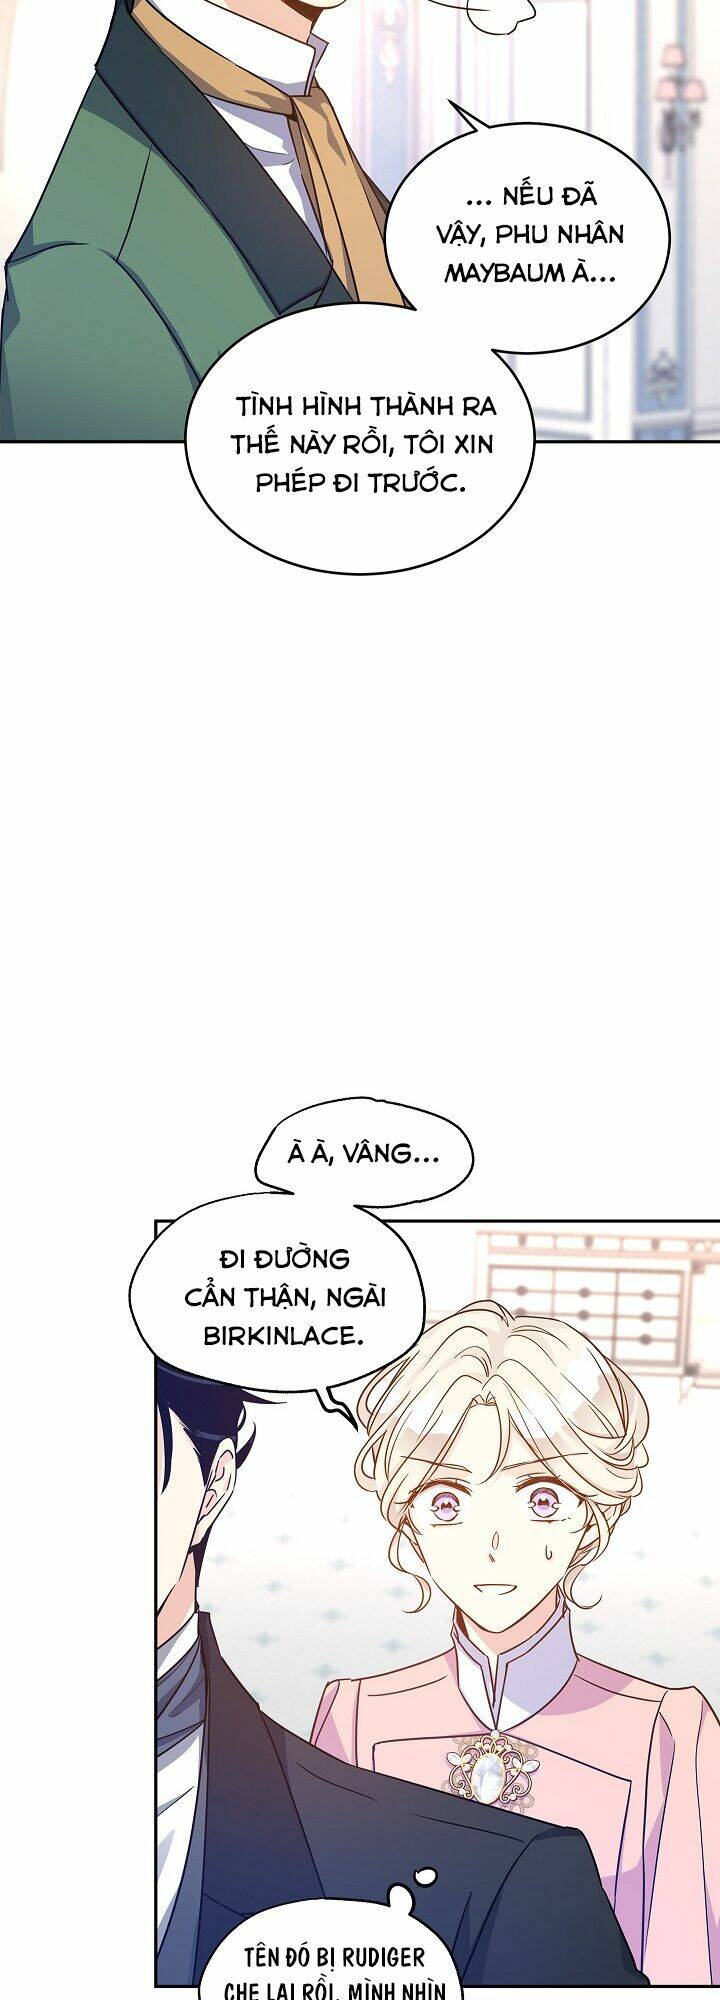 ... NẾU ĐÃ
VẬY, PHU NHÂN
MAYBAUM À...
TÌNH HÌNH THÀNH RA
THẾ NÀY RỒI, TÔI XIN
PHÉP ĐI TRƯỚC.
À À, VÂNG...
ĐI ĐƯỜNG
CẨN THẬN, NGÀI
BIRKINLACE.
TÊN ĐÓ BỊ RUDIGER
CHE LẠI RỒI, MÌNH NHÌN